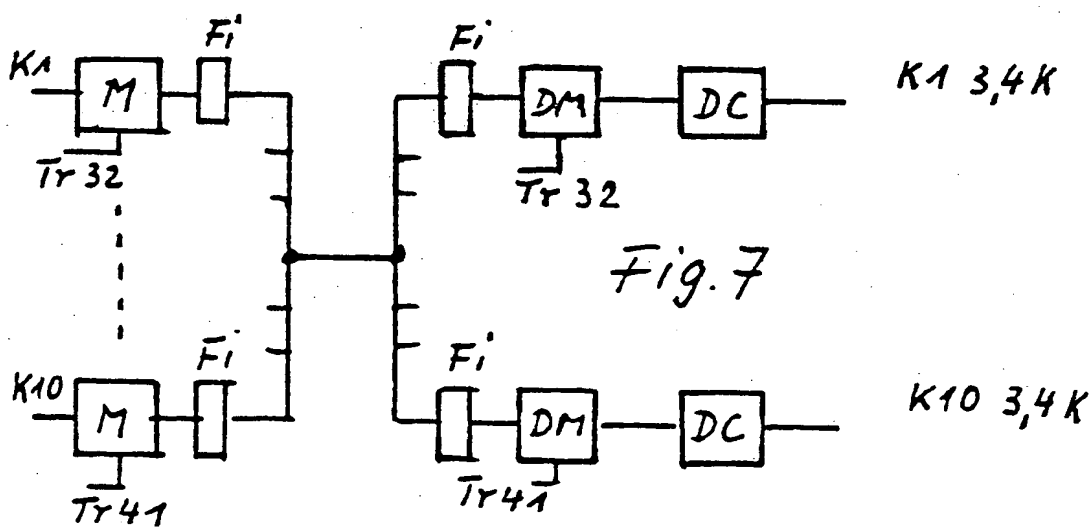 Fi
Fi
K1
M
DM
DC
K1 3,4K
Tr 32
Tr 32
Fig. 7
Fi
Fi
K10
M
DM
DC
K10 3,4K
Tr 41
Tr 41